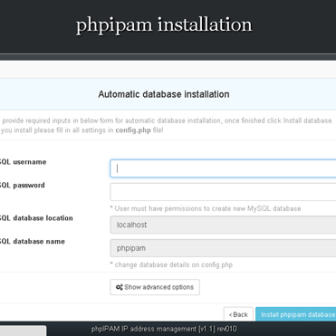 phpipam installation
Automatic database installation
provide required inputs in below form for automatic database installation, once finished click Install database.
you install please fill in all settings in config.php file!
SQL username
SQL password
* User must have permissions to create new MySQL database
SQL database location
localhost
SQL database name
phpipam
* change database details on config.php
Show advanced options
Back
Install phpipam database
phpIPAM IP address management [v1.1] rev010